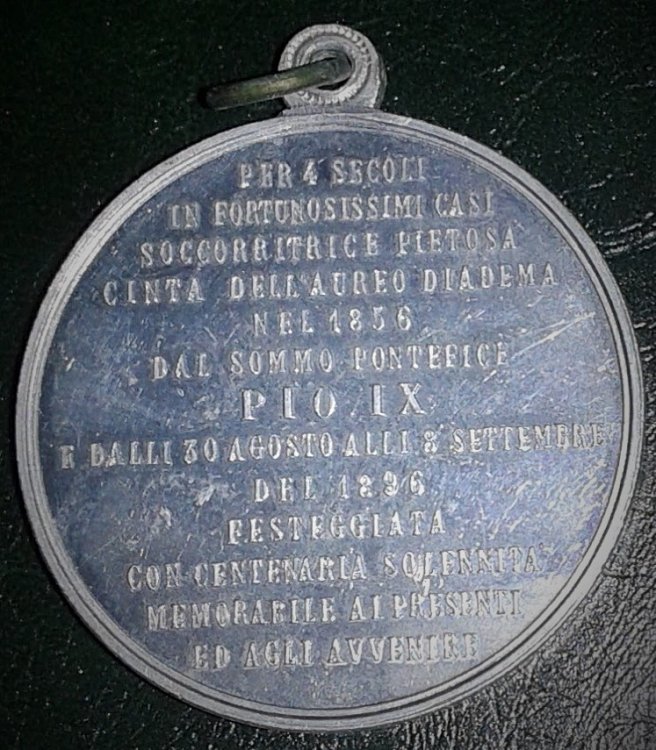 PER 4 SECOLI
IN FORTUNOSISSIMI CASI
SOCCORRITRICE PIETOSA
CINTA DELL'AUREO DIADEMA
NEL 1856
DAL SOMMO PONTEFICE
PIO IX
E DALLI 30 AGOSTO ALLI 8 SETTEMBRE
DEL 1896
FESTEGGIATA
CON CENTENARIA SOLENNITÀ
MEMORABILE AI PRESENTI
ED AGLI AVVENIRE